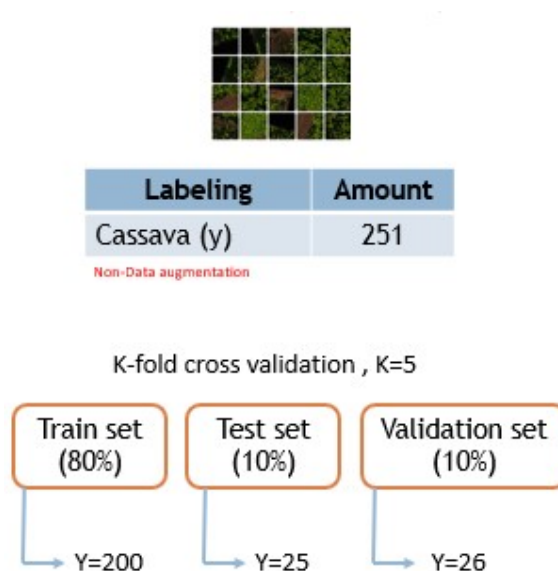 Labeling Amount
Cassava (y) 251
Non-Data augmentation
K-fold cross validation , K=5
Train set Test set Validation set
(80%) (10%) (10%)
Y=200 Y=25 Y=26